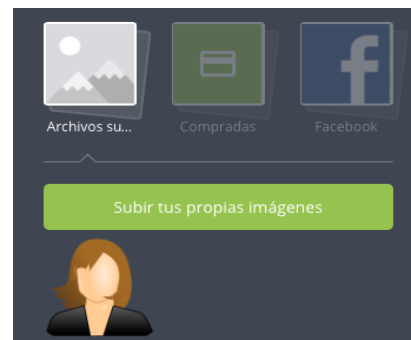 Archivos su...
Compradas
Facebook
Subir tus propias imágenes